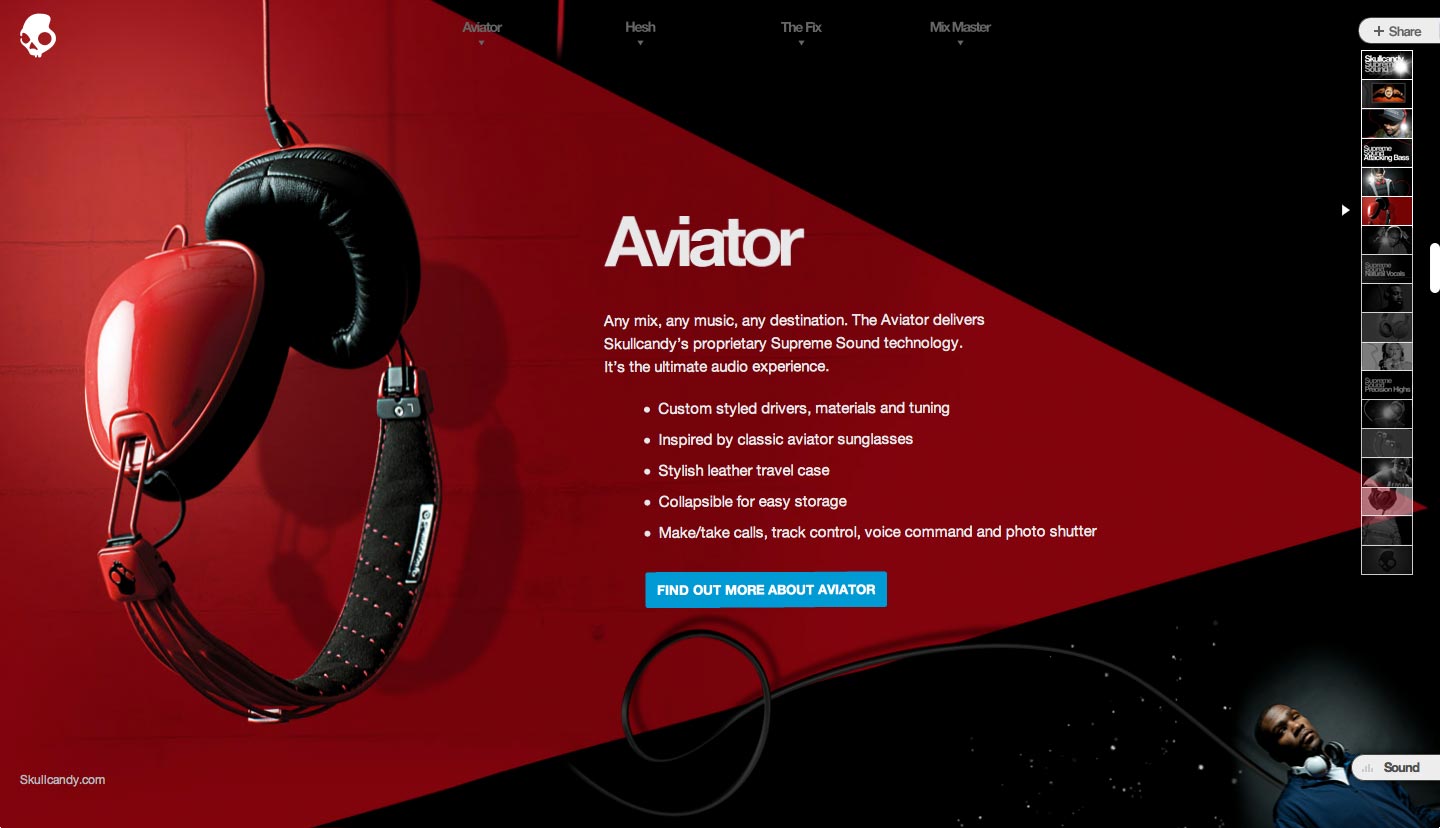 Aviator
Hesh
The Fix
Mix Master
+ Share
Skullcandy
Supreme
Sound
Supreme
Sound
Attacking Bass
Aviator
Any mix, any music, any destination. The Aviator delivers
Skullcandy’s proprietary Supreme Sound technology.
It’s the ultimate audio experience.
• Custom styled drivers, materials and tuning
• Inspired by classic aviator sunglasses
• Stylish leather travel case
• Collapsible for easy storage
• Make/take calls, track control, voice command and photo shutter
FIND OUT MORE ABOUT AVIATOR
Supreme
Sound
Natural Vocals
Supreme
Sound
Precision Highs
L
Skullcandy
Skullcandy.com
Sound